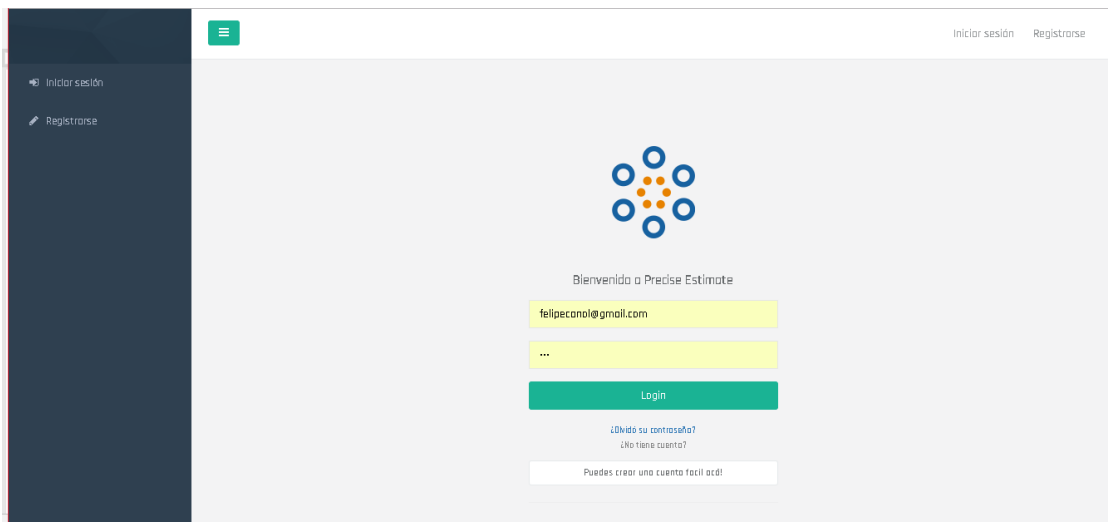 Iniciar sesión Registrarse
Iniciar sesión
Registrarse
Bienvenido a Precise Estimate
felipecanol@gmail.com
•••
Login
¿Olvidó su contraseña?
¿No tiene cuenta?
Puedes crear una cuenta facil acá!